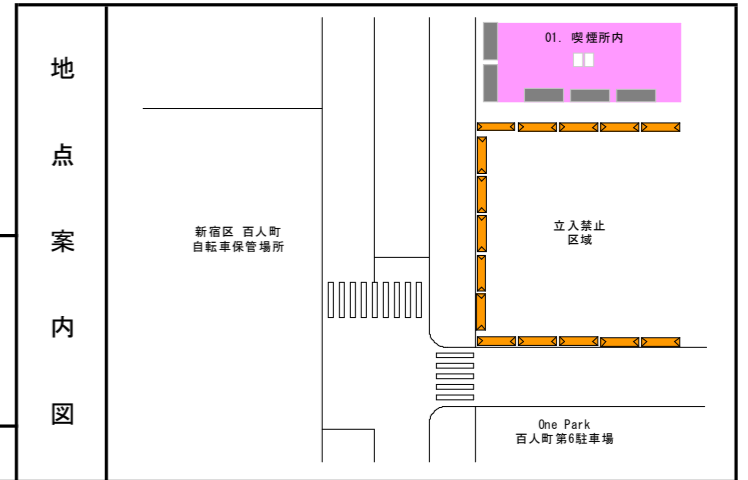 地点案内図
01. 喫煙所内
新宿区 百人町
自転車保管場所
立入禁止
区域
One Park
百人町第6駐車場